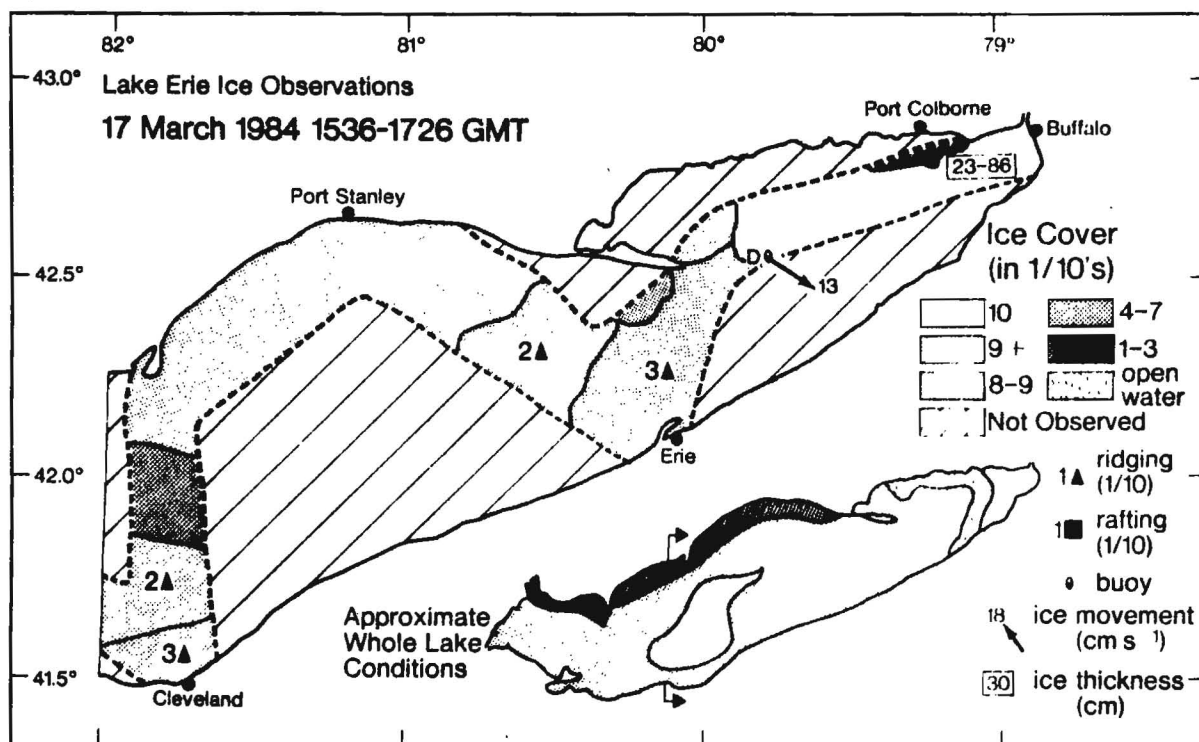 82° 81° 80° 79°
43.0°
Lake Erie Ice Observations
17 March 1984 1536-1726 GMT
Port Colborne
Buffalo
23-86
Port Stanley
D
13
42.5°
2
3
Ice Cover
(in 1/10's)
10 4-7
9 + 1-3
8-9 open
water
Not Observed
Erie
42.0°
1 ridging
(1/10)
1 rafting
(1/10)
buoy
2
3
Approximate
Whole Lake
Conditions
18 ice movement
(cm s ¹)
30 ice thickness
(cm)
41.5°
Cleveland